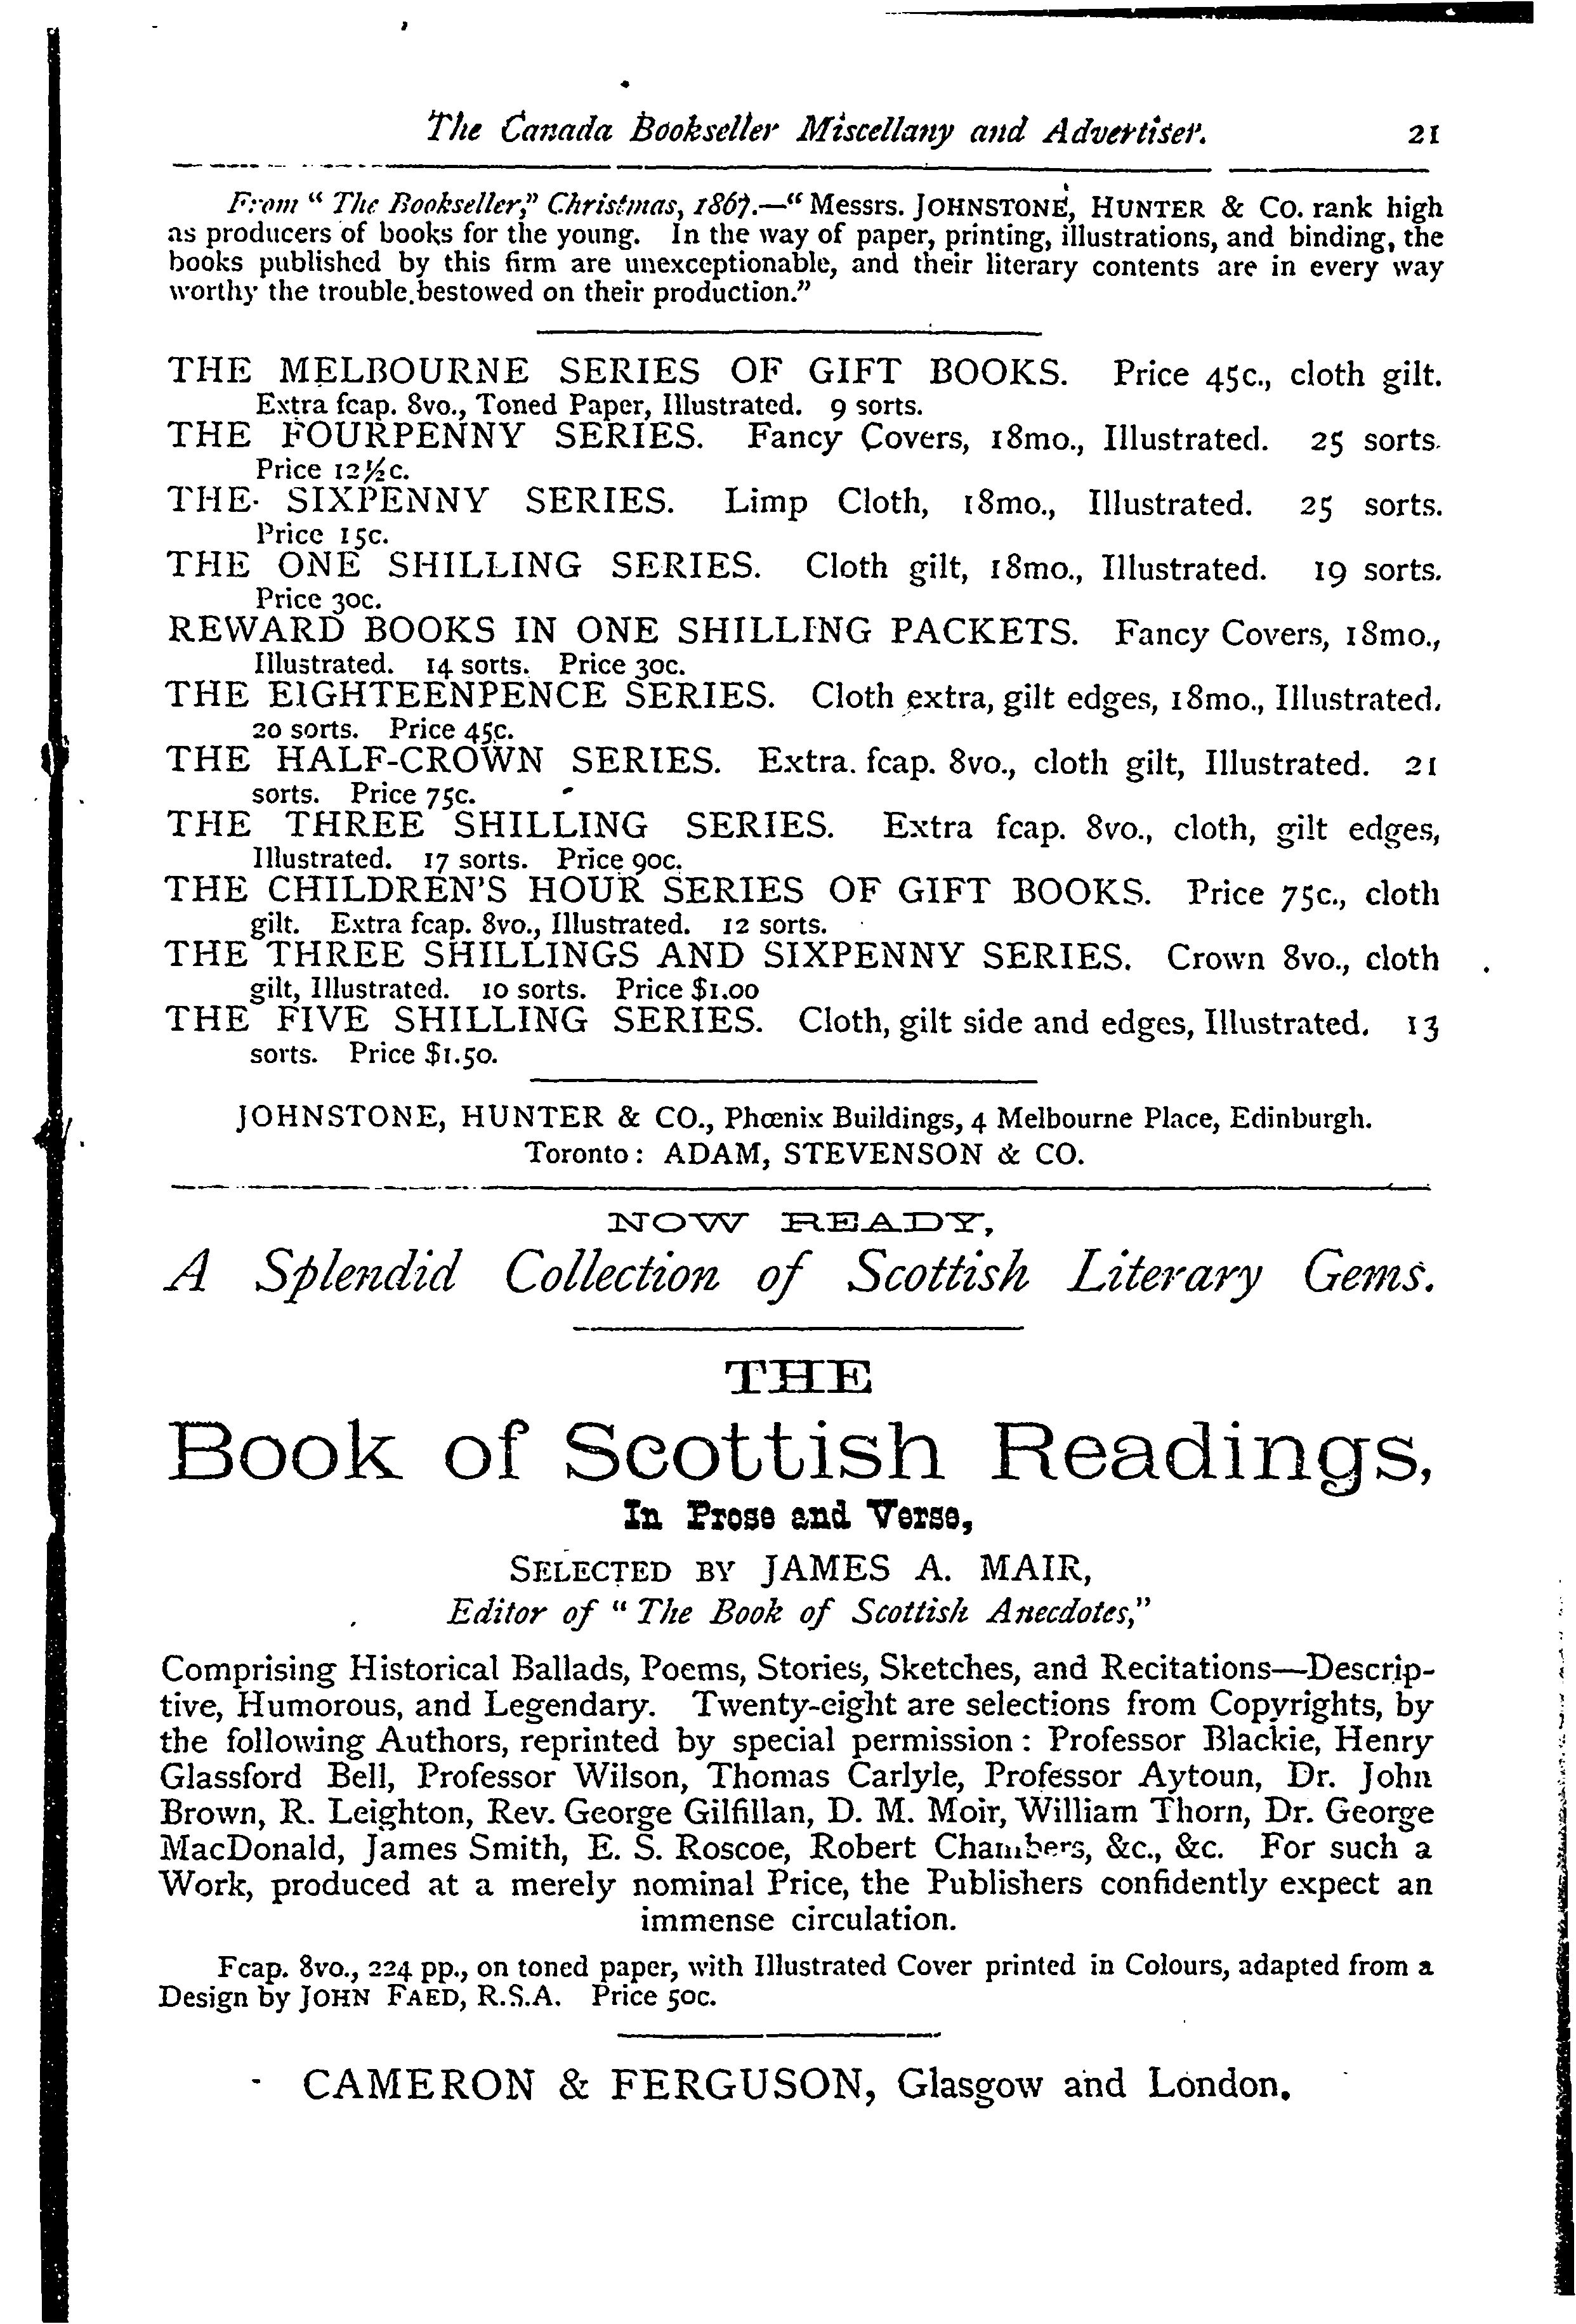 The Canada Bookseller Miscellany and Advertiser. 21
From "The Bookseller," Christmas, 1867.—"Messrs. JOHNSTONE, HUNTER & CO. rank high
as producers of books for the young. In the way of paper, printing, illustrations, and binding, the
books published by this firm are unexceptionable, and their literary contents are in every way
worthy the trouble bestowed on their production."
THE MELBOURNE SERIES OF GIFT BOOKS. Price 45c., cloth gilt.
Extra fcap. 8vo., Toned Paper, Illustrated. 9 sorts.
THE FOURPENNY SERIES. Fancy Covers, 18mo., Illustrated. 25 sorts.
Price 12½c.
THE SIXPENNY SERIES. Limp Cloth, 18mo., Illustrated. 25 sorts.
Price 15c.
THE ONE SHILLING SERIES. Cloth gilt, 18mo., Illustrated. 19 sorts.
Price 30c.
REWARD BOOKS IN ONE SHILLING PACKETS. Fancy Covers, 18mo.,
Illustrated. 14 sorts. Price 30c.
THE EIGHTEENPENCE SERIES. Cloth extra, gilt edges, 18mo., Illustrated.
20 sorts. Price 45c.
THE HALF-CROWN SERIES. Extra. fcap. 8vo., cloth gilt, Illustrated. 21
sorts. Price 75c.
THE THREE SHILLING SERIES. Extra fcap. 8vo., cloth, gilt edges,
Illustrated. 17 sorts. Price 90c.
THE CHILDREN'S HOUR SERIES OF GIFT BOOKS. Price 75c., cloth
gilt. Extra fcap. 8vo., Illustrated. 12 sorts.
THE THREE SHILLINGS AND SIXPENNY SERIES. Crown 8vo., cloth
gilt, Illustrated. 10 sorts. Price $1.00
THE FIVE SHILLING SERIES. Cloth, gilt side and edges, Illustrated. 13
sorts. Price $1.50.
JOHNSTONE, HUNTER & CO., Phœnix Buildings, 4 Melbourne Place, Edinburgh.
Toronto: ADAM, STEVENSON & CO.
NOW READY,
A Splendid Collection of Scottish Literary Gems.
THE
Book of Scottish Readings,
In Prose and Verse,
SELECTED BY JAMES A. MAIR,
Editor of "The Book of Scottish Anecdotes,"
Comprising Historical Ballads, Poems, Stories, Sketches, and Recitations—Descrip-
tive, Humorous, and Legendary. Twenty-eight are selections from Copyrights, by
the following Authors, reprinted by special permission: Professor Blackie, Henry
Glassford Bell, Professor Wilson, Thomas Carlyle, Professor Aytoun, Dr. John
Brown, R. Leighton, Rev. George Gilfillan, D. M. Moir, William Thorn, Dr. George
MacDonald, James Smith, E. S. Roscoe, Robert Chambers, &c., &c. For such a
Work, produced at a merely nominal Price, the Publishers confidently expect an
immense circulation.
Fcap. 8vo., 224 pp., on toned paper, with Illustrated Cover printed in Colours, adapted from a
Design by JOHN FAED, R.S.A. Price 50c.
CAMERON & FERGUSON, Glasgow and London.